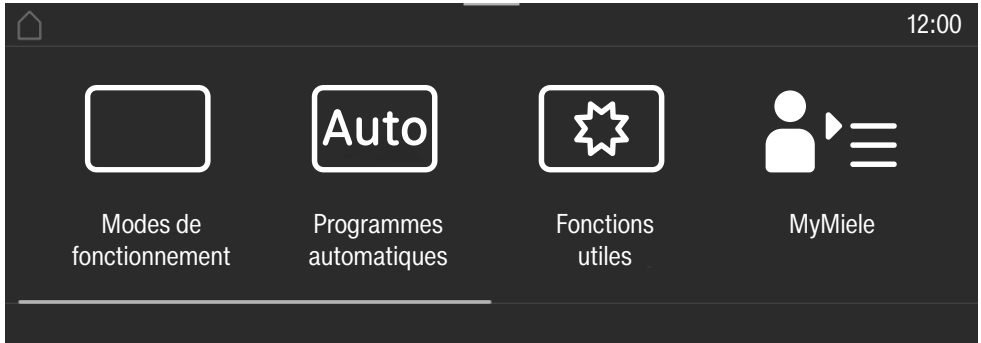 12:00
Auto
Modes de
fonctionnement
Programmes
automatiques
Fonctions
utiles
MyMiele